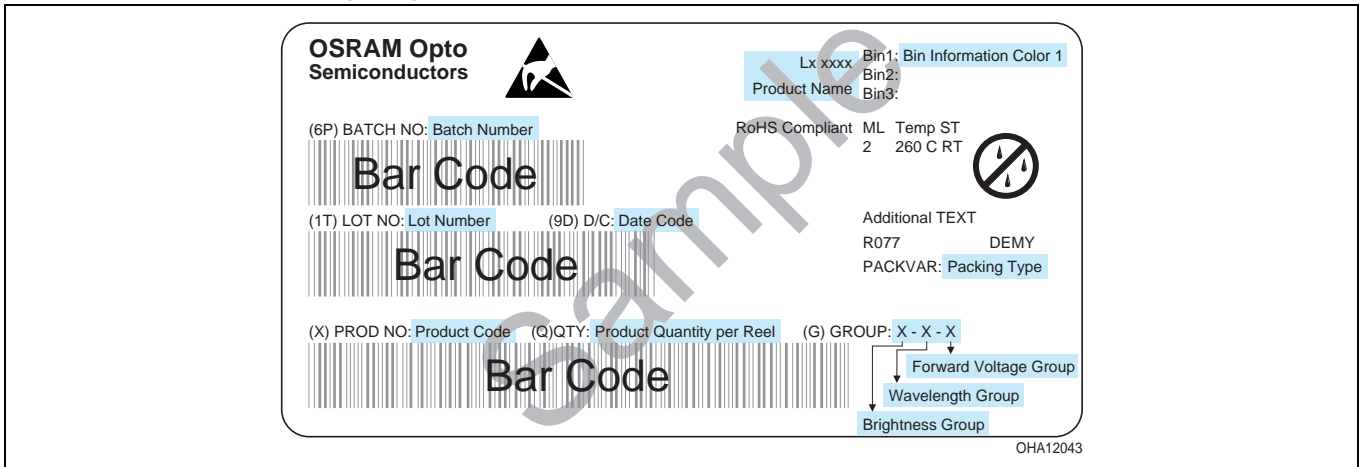 OSRAM Opto
Semiconductors
Lx xxxx
Product Name
Bin1: Bin Information Color 1
Bin2:
Bin3:
(6P) BATCH NO: Batch Number
Bar Code
RoHS Compliant ML Temp ST
2 260 C RT
(1T) LOT NO: Lot Number (9D) D/C: Date Code
Bar Code
Additional TEXT
R077 DEMY
PACKVAR: Packing Type
(X) PROD NO: Product Code (Q)QTY: Product Quantity per Reel (G) GROUP: X - X - X
Bar Code
Forward Voltage Group
Wavelength Group
Brightness Group
Sample
OHA12043